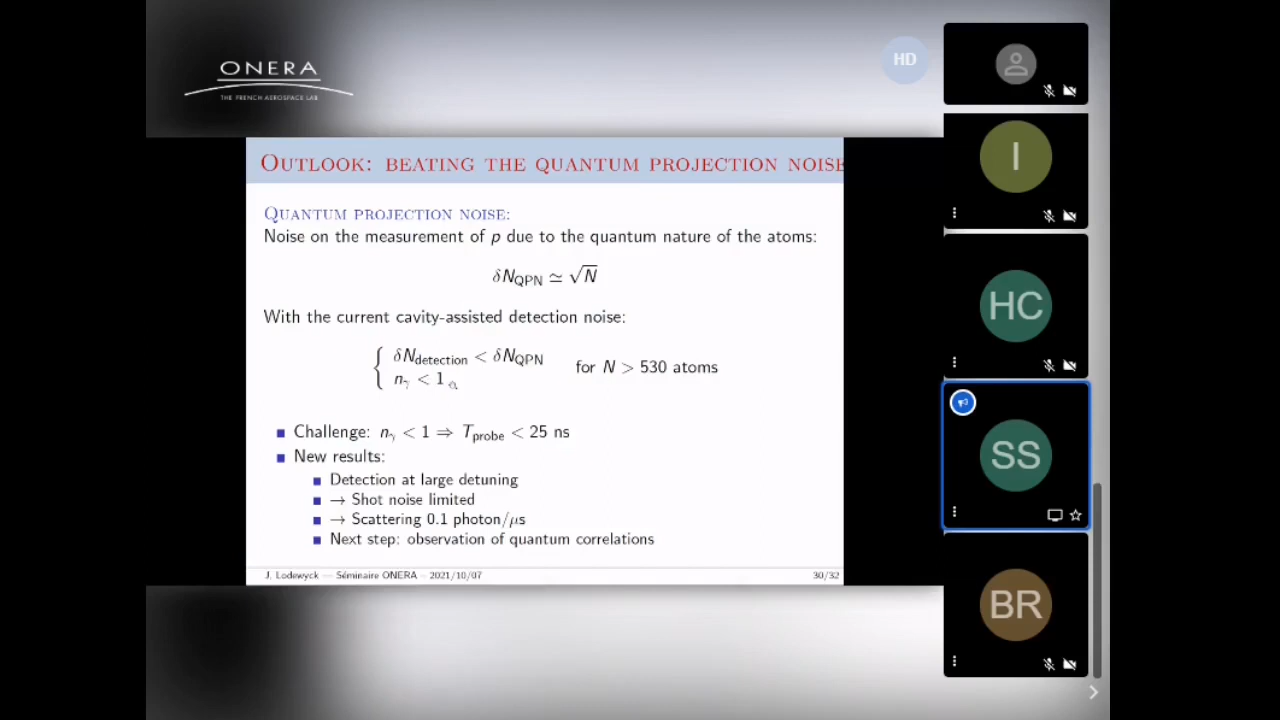 ONERA
THE FRENCH AEROSPACE LAB
HD
OUTLOOK: BEATING THE QUANTUM PROJECTION NOISE
QUANTUM PROJECTION NOISE:
Noise on the measurement of p due to the quantum nature of the atoms:
δN_QPN ≃ √N
With the current cavity-assisted detection noise:
δN_detection < δN_QPN
n_γ < 1
for N > 530 atoms
Challenge: n_γ < 1 ⇒ T_probe < 25 ns
New results:
Detection at large detuning
→ Shot noise limited
→ Scattering 0.1 photon/μs
Next step: observation of quantum correlations
J. Lodewyck — Séminaire ONERA – 2021/10/07
30/32
I
HC
SS
BR